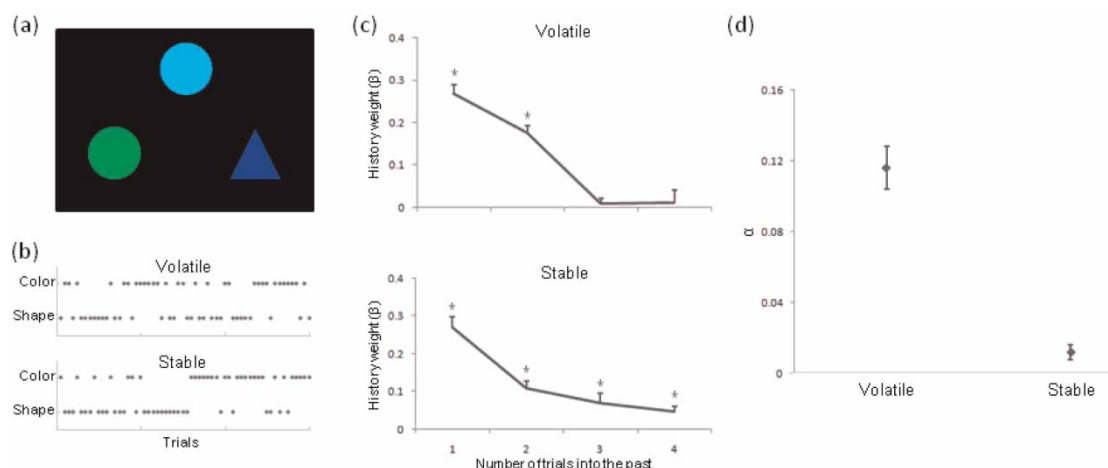 (a)
(b)
Volatile
Color
Shape
Stable
Color
Shape
Trials
(c)
Volatile
History weight (β)
0.4
0.3
0.2
0.1
0
*
*
Stable
History weight (β)
0.4
0.3
0.2
0.1
0
*
*
*
*
1 2 3 4
Number of trials into the past
(d)
α
0.16
0.12
0.08
0.04
0
Volatile Stable